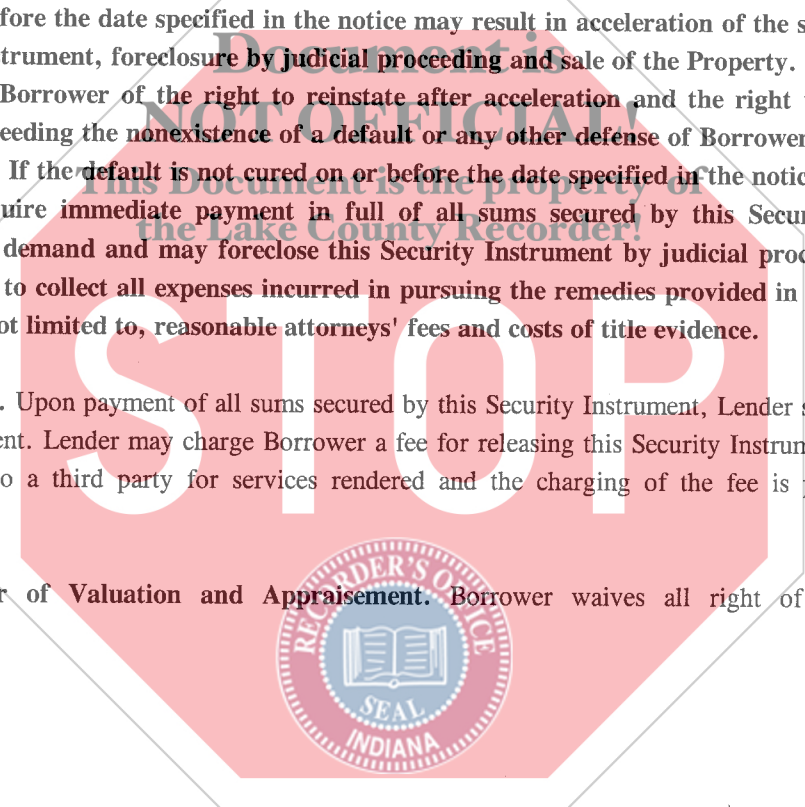 fore the date specified in the notice may result in acceleration of the s
trument, foreclosure by judicial proceeding and sale of the Property.
Borrower of the right to reinstate after acceleration and the right
eeding the nonexistence of a default or any other defense of Borrower
If the default is not cured on or before the date specified in the notic
uire immediate payment in full of all sums secured by this Secur
demand and may foreclose this Security Instrument by judicial proc
to collect all expenses incurred in pursuing the remedies provided in
ot limited to, reasonable attorneys' fees and costs of title evidence.
. Upon payment of all sums secured by this Security Instrument, Lender s
ent. Lender may charge Borrower a fee for releasing this Security Instrum
o a third party for services rendered and the charging of the fee is
r of Valuation and Appraisement. Borrower waives all right of
Document is
NOT OFFICIAL!
This Document is the property of
the Lake County Recorder!
STOP
RECORDER'S OFFICE
SEAL
INDIANA